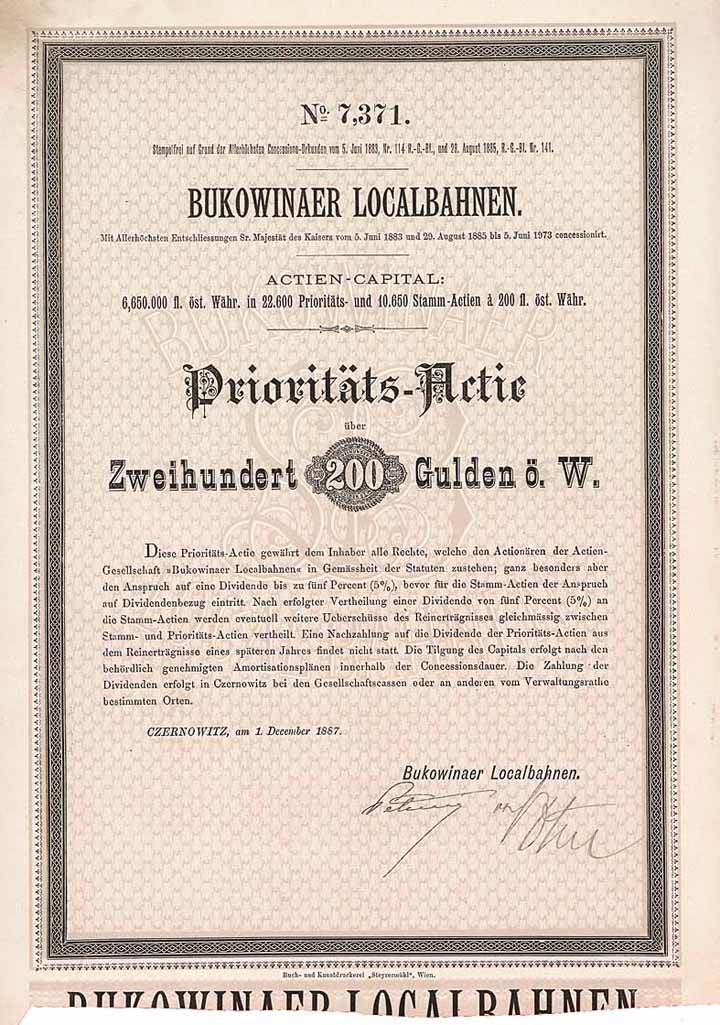 No. 7,371.
Stempelfrei auf Grund der Allerhöchsten Concessions-Urkunden vom 5. Juni 1883, Nr. 114 R.-G.-Bl., und 28. August 1885, R.-G.-Bl. Nr. 141.
BUKOWINAER LOCALBAHNEN.
Mit Allerhöchsten Entschliessungen Sr. Majestät des Kaisers vom 5. Juni 1883 und 29. August 1885 bis 5. Juni 1973 concessionirt.
ACTIEN-CAPITAL:
6,650.000 fl. öst. Währ. in 22.600 Prioritäts- und 10.650 Stamm-Actien à 200 fl. öst. Währ.
Prioritäts-Actie
über
Zweihundert 200 Gulden ö. W.
Diese Prioritäts-Actie gewährt dem Inhaber alle Rechte, welche den Actionären der Actien-
Gesellschaft »Bukowinaer Localbahnen« in Gemässheit der Statuten zustehen; ganz besonders aber
den Anspruch auf eine Dividende bis zu fünf Percent (5%), bevor für die Stamm-Actien der Anspruch
auf Dividendenbezug eintritt. Nach erfolgter Vertheilung einer Dividende von fünf Percent (5%) an
die Stamm-Actien werden eventuell weitere Ueberschüsse des Reinerträgnisses gleichmässig zwischen
Stamm- und Prioritäts-Actien vertheilt. Eine Nachzahlung auf die Dividende der Prioritäts-Actien aus
dem Reinerträgnisse eines späteren Jahres findet nicht statt. Die Tilgung des Capitals erfolgt nach den
behördlich genehmigten Amortisationsplänen innerhalb der Concessionsdauer. Die Zahlung der
Dividenden erfolgt in Czernowitz bei den Gesellschaftscassen oder an anderen vom Verwaltungsrathe
bestimmten Orten.
CZERNOWITZ, am 1. December 1887.
Bukowinaer Localbahnen.
Buch- und Kunstdruckerei „Steyrermühl“, Wien.
BUKOWINAER LOCALBAHNEN